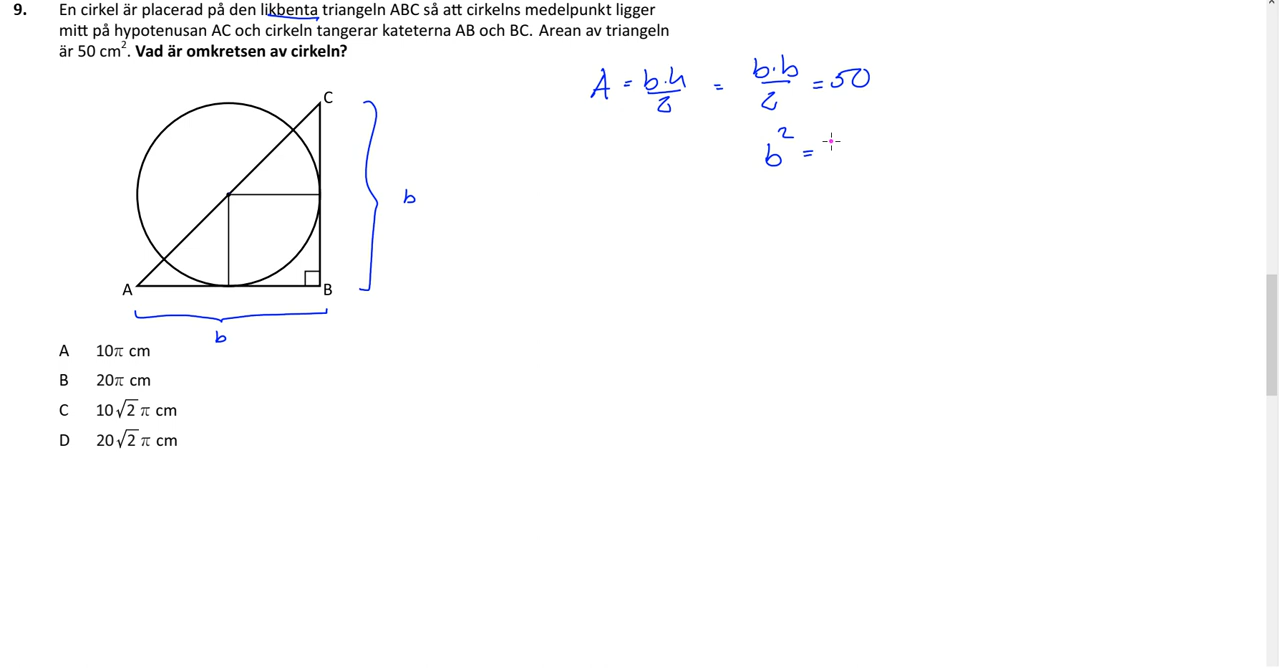 9. En cirkel är placerad på den likbenta triangeln ABC så att cirkelns medelpunkt ligger
mitt på hypotenusan AC och cirkeln tangerar kateterna AB och BC. Arean av triangeln
är 50 cm². Vad är omkretsen av cirkeln?
A = b·h/2 = b·b/2 = 50
b² =
C
b
A
B
b
A 10π cm
B 20π cm
C 10√2 π cm
D 20√2 π cm